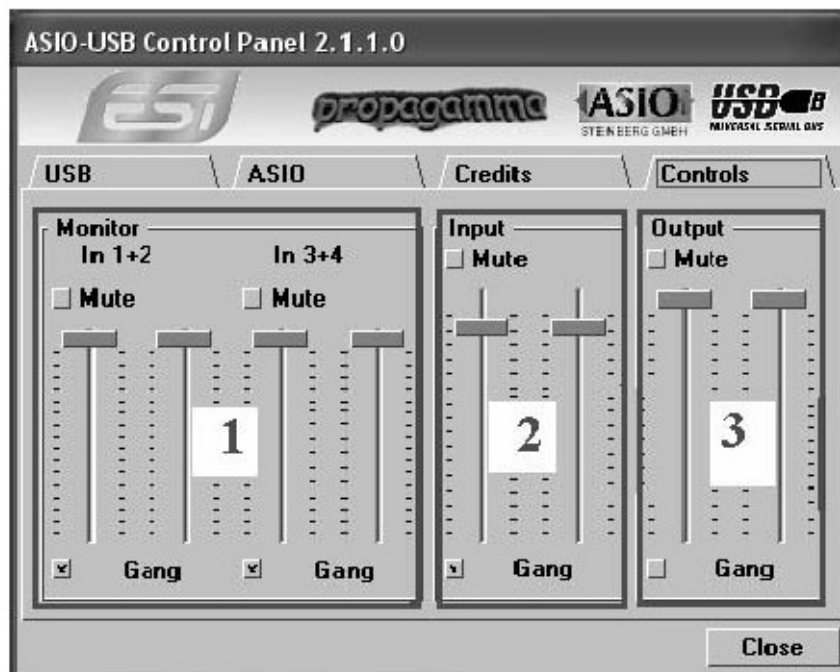 ASIO-USB Control Panel 2.1.1.0
ESI propagamma ASIO USB
STEINBERG GMBH UNIVERSAL SERIAL BUS
USB ASIO Credits Controls
Monitor
In 1+2 In 3+4
Mute Mute
1
Gang Gang
Input
Mute
2
Gang
Output
Mute
3
Gang
Close